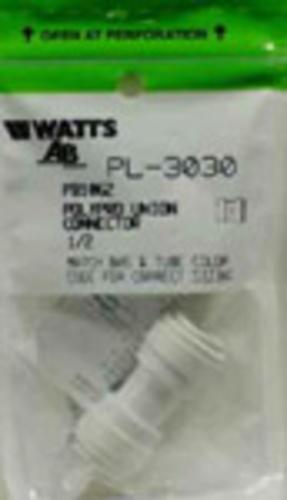 ↑ OPEN AT PERFORATION ↑
WATTS
AB
PL-3030
POLYPRO UNION
CONNECTOR
1/2
MATCH BAG & TUBE COLOR
CODE FOR CORRECT SIZING